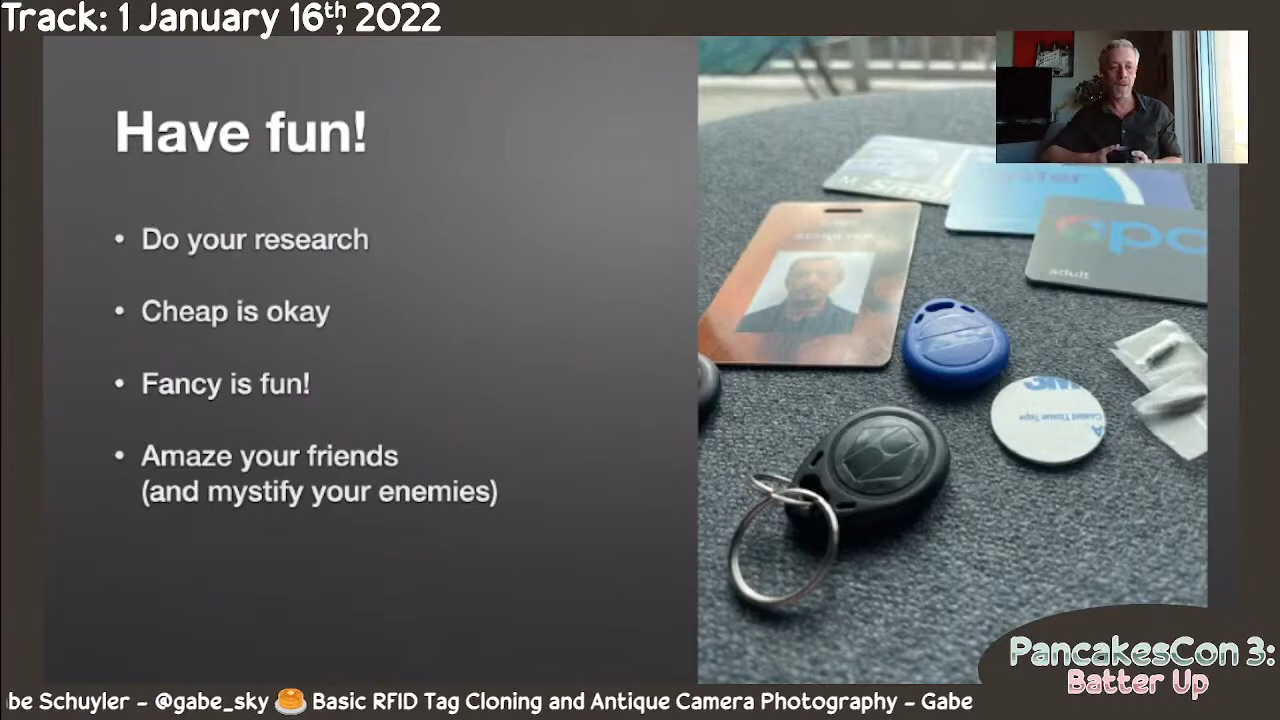 Track: 1 January 16th, 2022
Have fun!
• Do your research
• Cheap is okay
• Fancy is fun!
• Amaze your friends
(and mystify your enemies)
adult
PancakesCon 3:
Batter Up
be Schuyler - @gabe_sky 🥞 Basic RFID Tag Cloning and Antique Camera Photography - Gabe